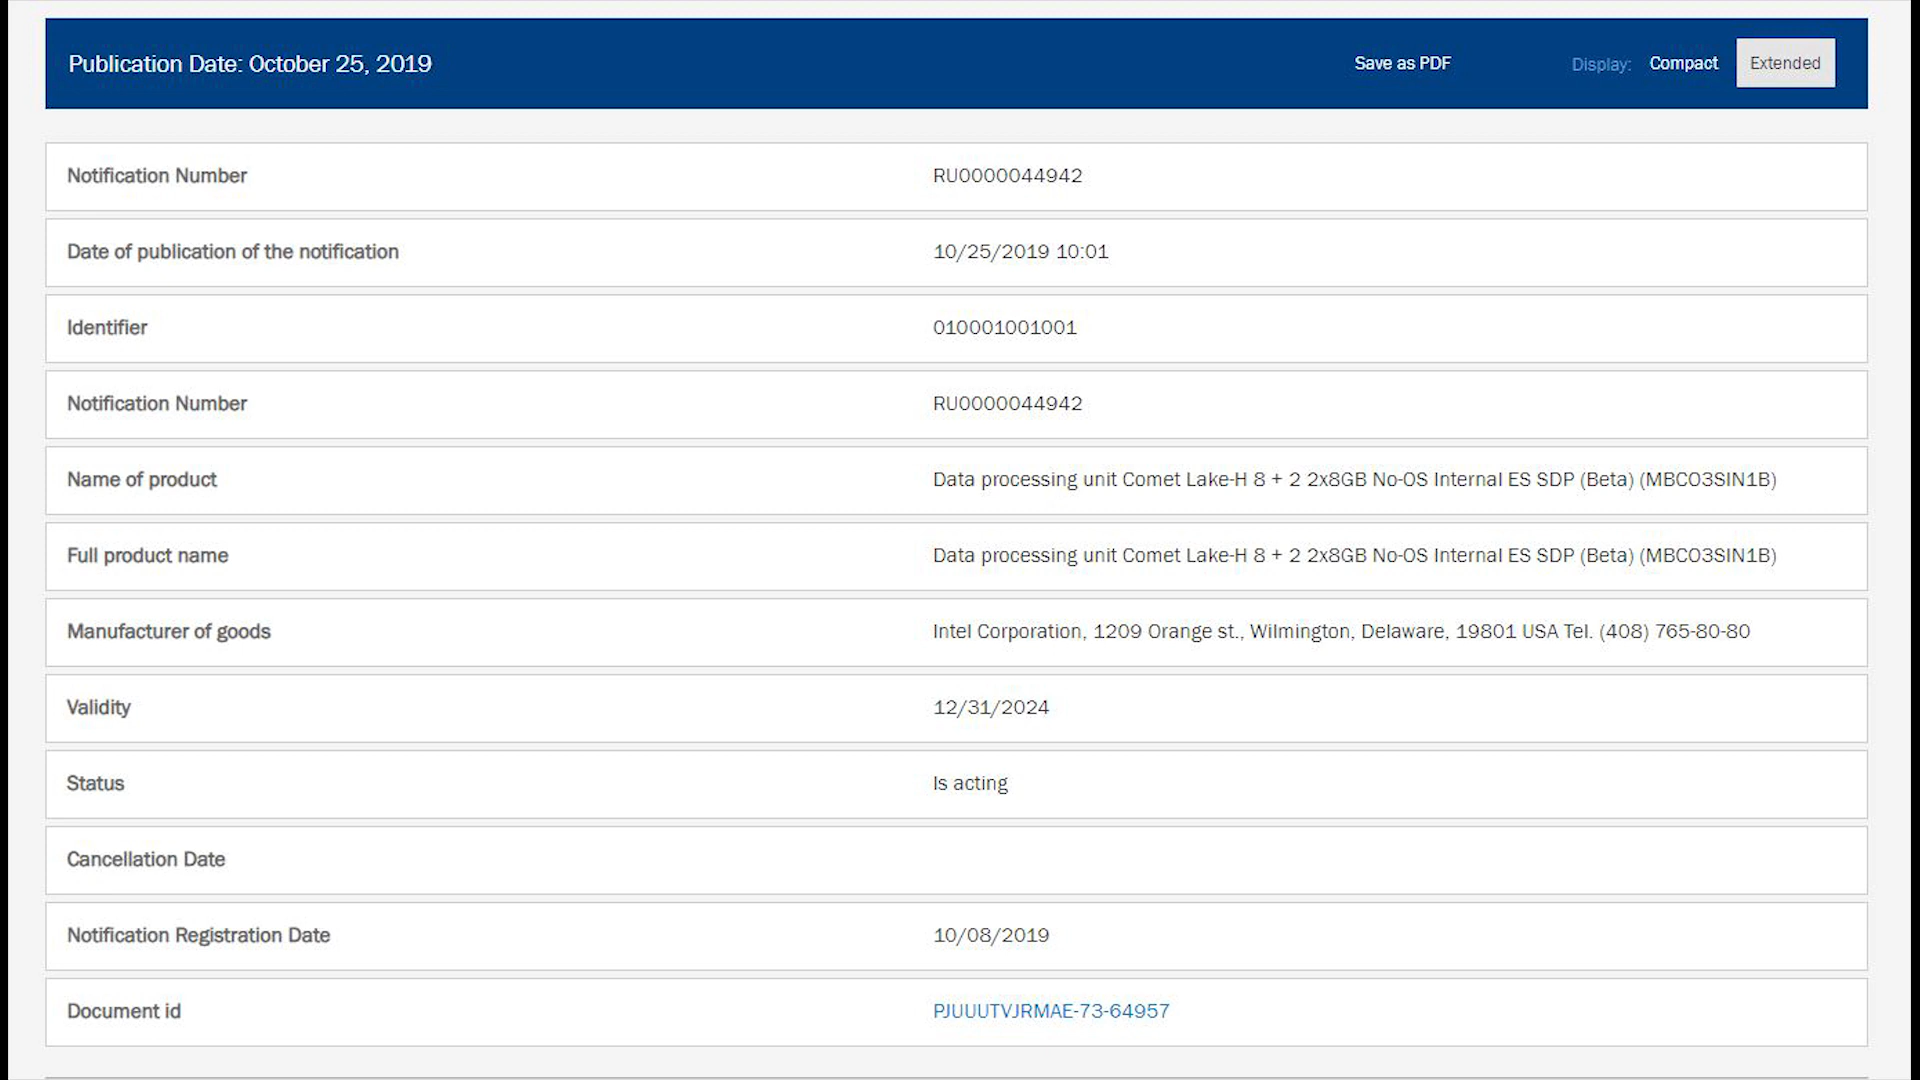 Publication Date: October 25, 2019 Save as PDF Display: Compact Extended
Notification Number RU0000044942
Date of publication of the notification 10/25/2019 10:01
Identifier 010001001001
Notification Number RU0000044942
Name of product Data processing unit Comet Lake-H 8 + 2 2x8GB No-OS Internal ES SDP (Beta) (MBCO3SIN1B)
Full product name Data processing unit Comet Lake-H 8 + 2 2x8GB No-OS Internal ES SDP (Beta) (MBCO3SIN1B)
Manufacturer of goods Intel Corporation, 1209 Orange st., Wilmington, Delaware, 19801 USA Tel. (408) 765-80-80
Validity 12/31/2024
Status Is acting
Cancellation Date
Notification Registration Date 10/08/2019
Document id PJUUUTVJRMAE-73-64957